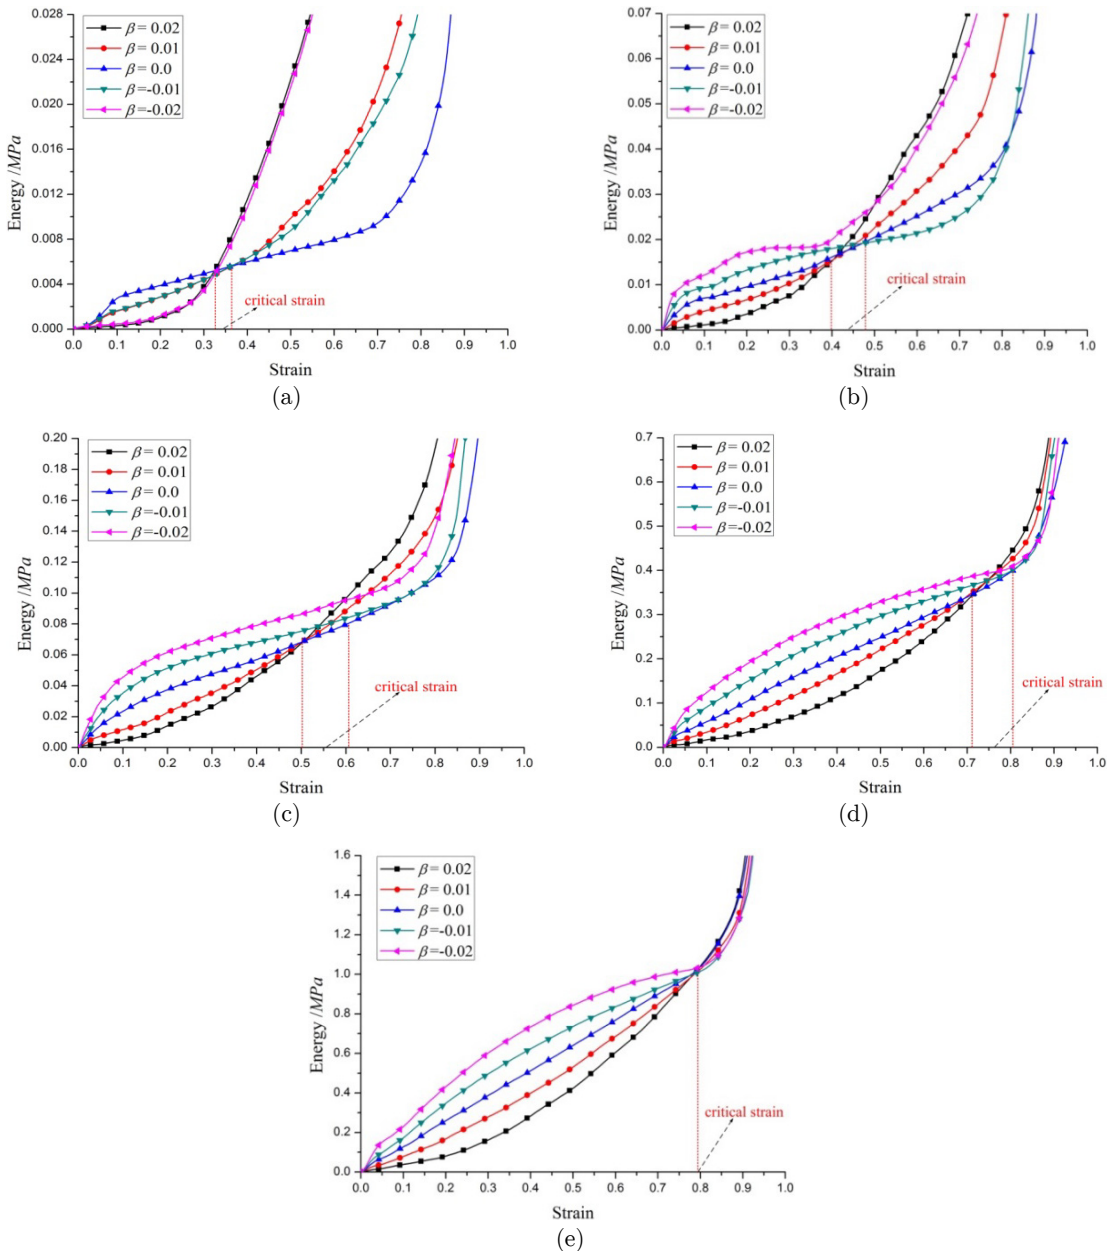 β= 0.02
β= 0.01
β= 0.0
β=-0.01
β=-0.02
Energy /MPa
0.028
0.024
0.020
0.016
0.012
0.008
0.004
0.000
critical strain
0.0 0.1 0.2 0.3 0.4 0.5 0.6 0.7 0.8 0.9 1.0
Strain
(a)
β= 0.02
β= 0.01
β= 0.0
β=-0.01
β=-0.02
Energy /MPa
0.07
0.06
0.05
0.04
0.03
0.02
0.01
0.00
critical strain
0.0 0.1 0.2 0.3 0.4 0.5 0.6 0.7 0.8 0.9 1.0
Strain
(b)
β= 0.02
β= 0.01
β= 0.0
β=-0.01
β=-0.02
Energy /MPa
0.20
0.18
0.16
0.14
0.12
0.10
0.08
0.06
0.04
0.02
0.00
critical strain
0.0 0.1 0.2 0.3 0.4 0.5 0.6 0.7 0.8 0.9 1.0
Strain
(c)
β= 0.02
β= 0.01
β= 0.0
β=-0.01
β=-0.02
Energy /MPa
0.7
0.6
0.5
0.4
0.3
0.2
0.1
0.0
critical strain
0.0 0.1 0.2 0.3 0.4 0.5 0.6 0.7 0.8 0.9 1.0
Strain
(d)
β= 0.02
β= 0.01
β= 0.0
β=-0.01
β=-0.02
Energy /MPa
1.6
1.4
1.2
1.0
0.8
0.6
0.4
0.2
0.0
critical strain
0.0 0.1 0.2 0.3 0.4 0.5 0.6 0.7 0.8 0.9 1.0
Strain
(e)